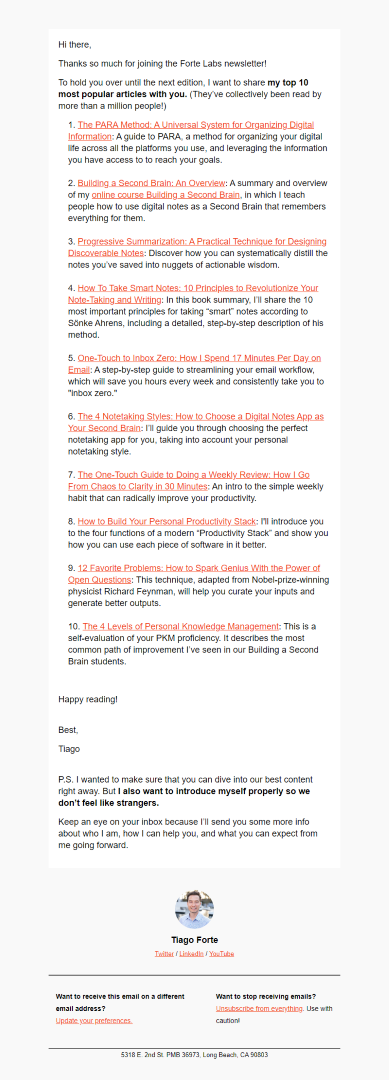 Hi there,
Thanks so much for joining the Forte Labs newsletter!
To hold you over until the next edition, I want to share my top 10
most popular articles with you. (They've collectively been read by
more than a million people!)
1. The PARA Method: A Universal System for Organizing Digital
Information: A guide to PARA, a method for organizing your digital
life across all the platforms you use, and leveraging the information
you have access to to reach your goals.
2. Building a Second Brain: An Overview: A summary and overview
of my online course Building a Second Brain, in which I teach
people how to use digital notes as a Second Brain that remembers
everything for them.
3. Progressive Summarization: A Practical Technique for Designing
Discoverable Notes: Discover how you can systematically distill the
notes you've saved into nuggets of actionable wisdom.
4. How To Take Smart Notes: 10 Principles to Revolutionize Your
Note-Taking and Writing: In this book summary, I'll share the 10
most important principles for taking “smart” notes according to
Sönke Ahrens, including a detailed, step-by-step description of his
method.
5. One-Touch to Inbox Zero: How I Spend 17 Minutes Per Day on
Email: A step-by-step guide to streamlining your email workflow,
which will save you hours every week and consistently take you to
"inbox zero."
6. The 4 Notetaking Styles: How to Choose a Digital Notes App as
Your Second Brain: I'll guide you through choosing the perfect
notetaking app for you, taking into account your personal
notetaking style.
7. The One-Touch Guide to Doing a Weekly Review: How I Go
From Chaos to Clarity in 30 Minutes: An intro to the simple weekly
habit that can radically improve your productivity.
8. How to Build Your Personal Productivity Stack: I'll introduce you
to the four functions of a modern “Productivity Stack” and show you
how you can use each piece of software in it better.
9. 12 Favorite Problems: How to Spark Genius With the Power of
Open Questions: This technique, adapted from Nobel-prize-winning
physicist Richard Feynman, will help you curate your inputs and
generate better outputs.
10. The 4 Levels of Personal Knowledge Management: This is a
self-evaluation of your PKM proficiency. It describes the most
common path of improvement I've seen in our Building a Second
Brain students.
Happy reading!
Best,
Tiago
P.S. I wanted to make sure that you can dive into our best content
right away. But I also want to introduce myself properly so we
don't feel like strangers.
Keep an eye on your inbox because I'll send you some more info
about who I am, how I can help you, and what you can expect from
me going forward.
Tiago Forte
Twitter / LinkedIn / YouTube
Want to receive this email on a different
email address?
Update your preferences.
Want to stop receiving emails?
Unsubscribe from everything. Use with
caution!
5318 E. 2nd St. PMB 36973, Long Beach, CA 90803